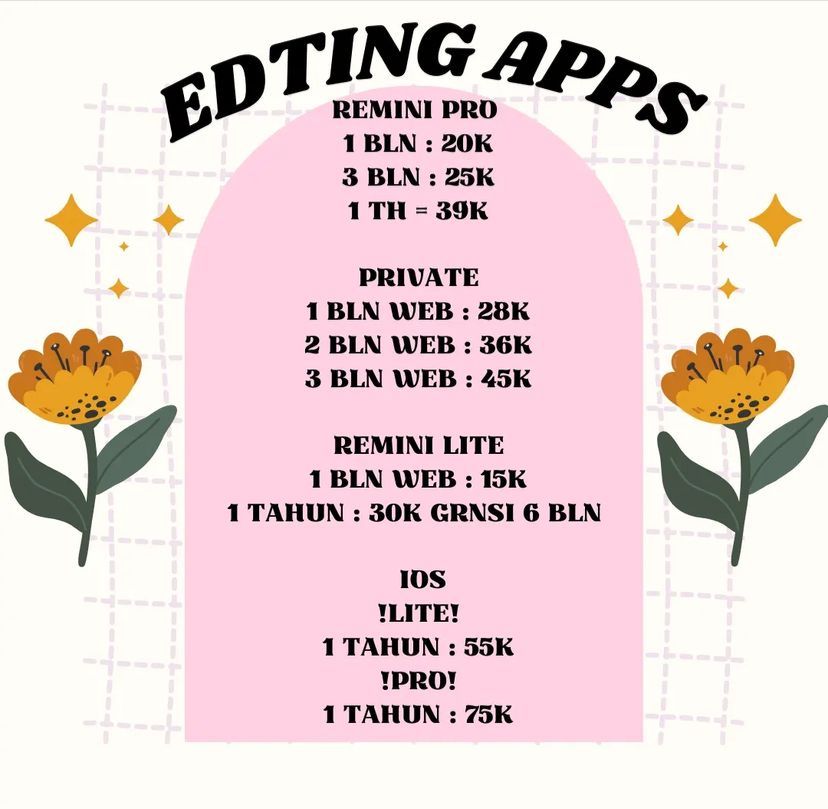 EDTING APPS
REMINI PRO
1 BLN : 20K
3 BLN : 25K
1 TH = 39K
PRIVATE
1 BLN WEB : 28K
2 BLN WEB : 36K
3 BLN WEB : 45K
REMINI LITE
1 BLN WEB : 15K
1 TAHUN : 30K GRNSI 6 BLN
IOS
!LITE!
1 TAHUN : 55K
!PRO!
1 TAHUN : 75K